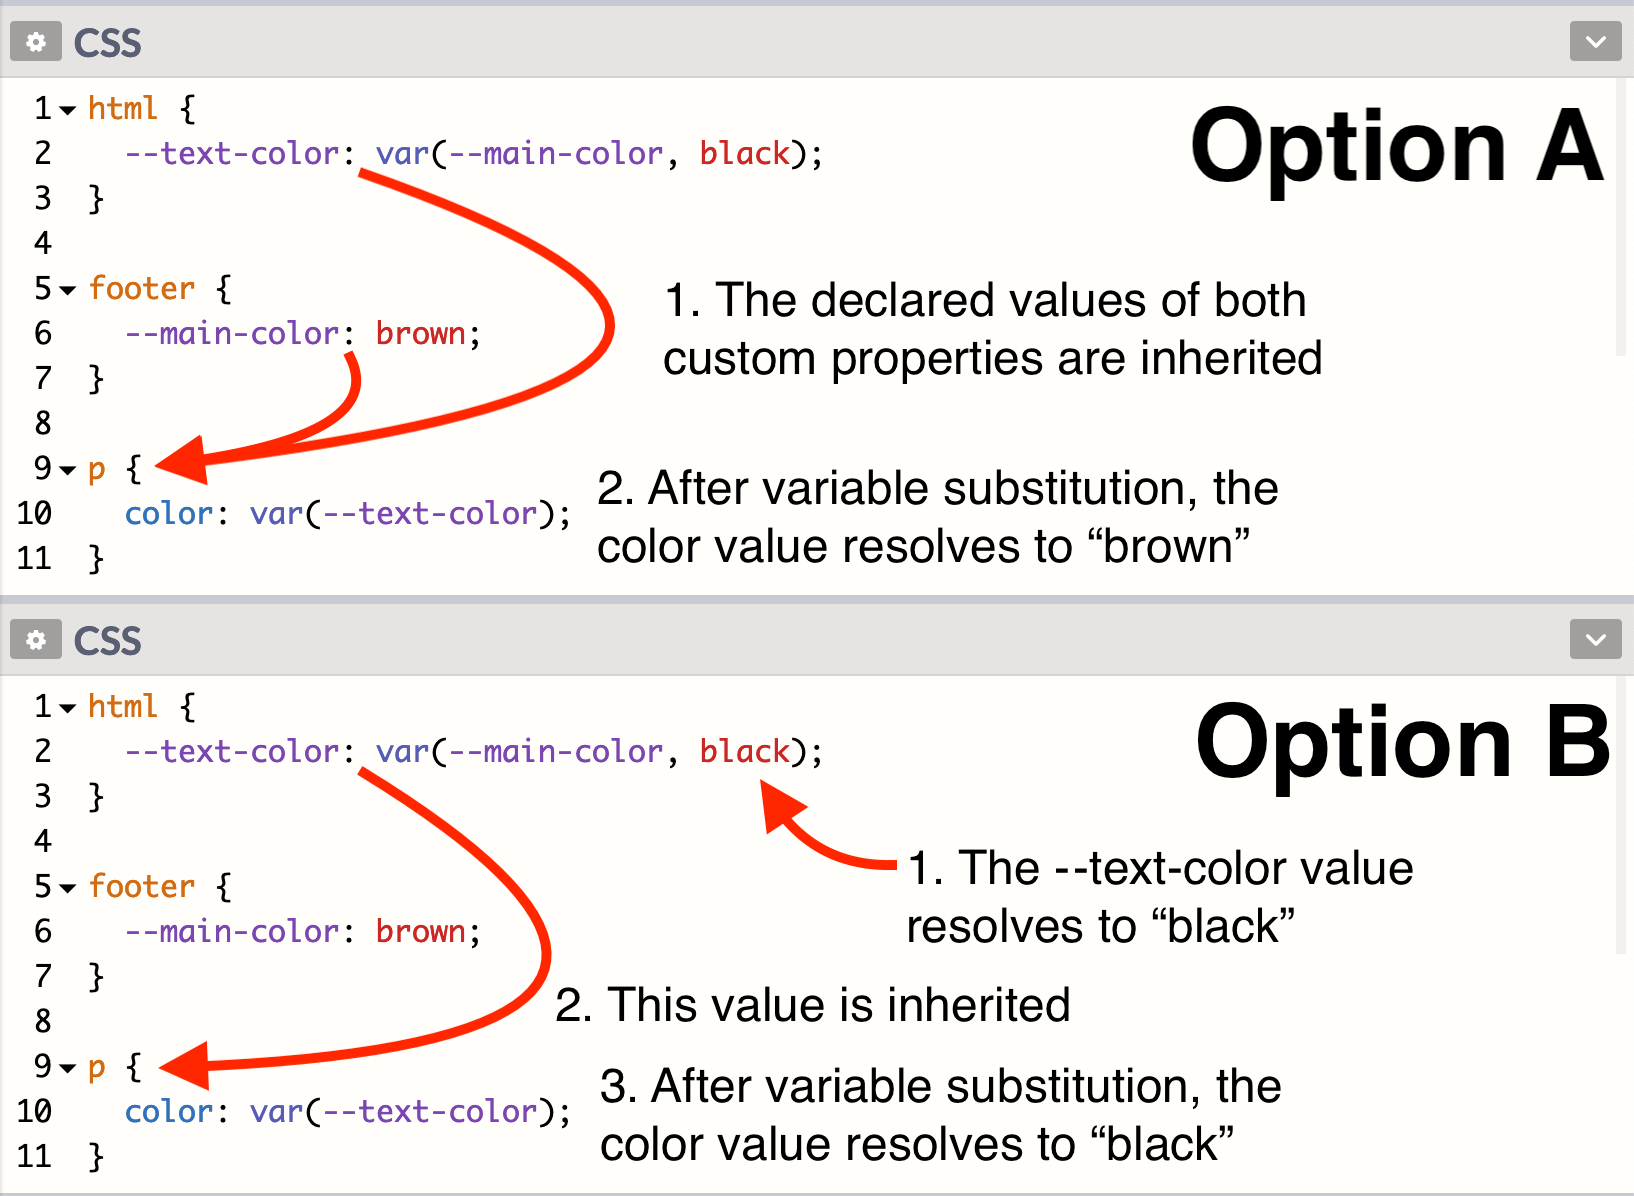 CSS
Option A
1 html {
2 --text-color: var(--main-color, black);
3 }
4
5 footer {
6 --main-color: brown;
7 }
8
9 p {
10 color: var(--text-color);
11 }
1. The declared values of both
custom properties are inherited
2. After variable substitution, the
color value resolves to “brown”
CSS
Option B
1 html {
2 --text-color: var(--main-color, black);
3 }
4
5 footer {
6 --main-color: brown;
7 }
8
9 p {
10 color: var(--text-color);
11 }
1. The --text-color value
resolves to “black”
2. This value is inherited
3. After variable substitution, the
color value resolves to “black”